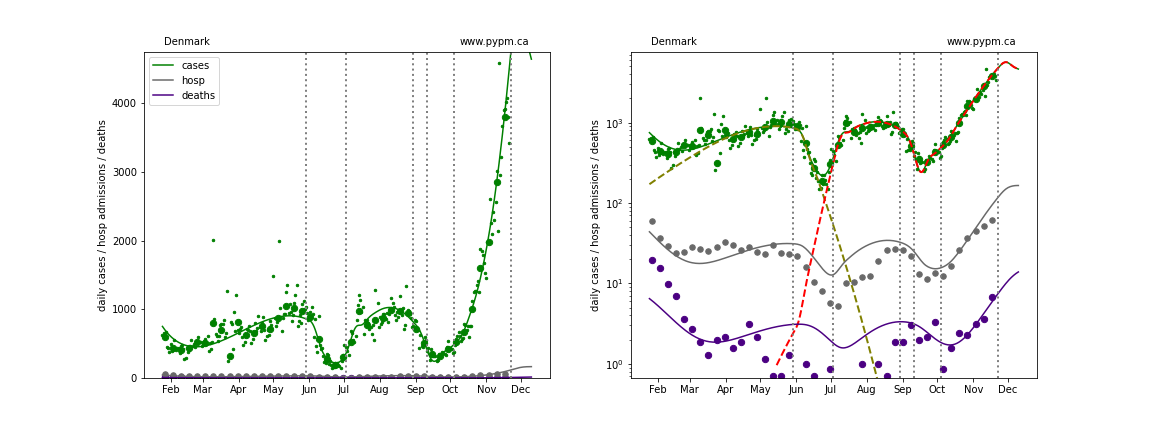 Denmark www.pypm.ca
cases
hosp
deaths
daily cases / hosp admissions / deaths
4000
3000
2000
1000
0
Feb Mar Apr May Jun Jul Aug Sep Oct Nov Dec
Denmark www.pypm.ca
daily cases / hosp admissions / deaths
10³
10²
10¹
10⁰
Feb Mar Apr May Jun Jul Aug Sep Oct Nov Dec